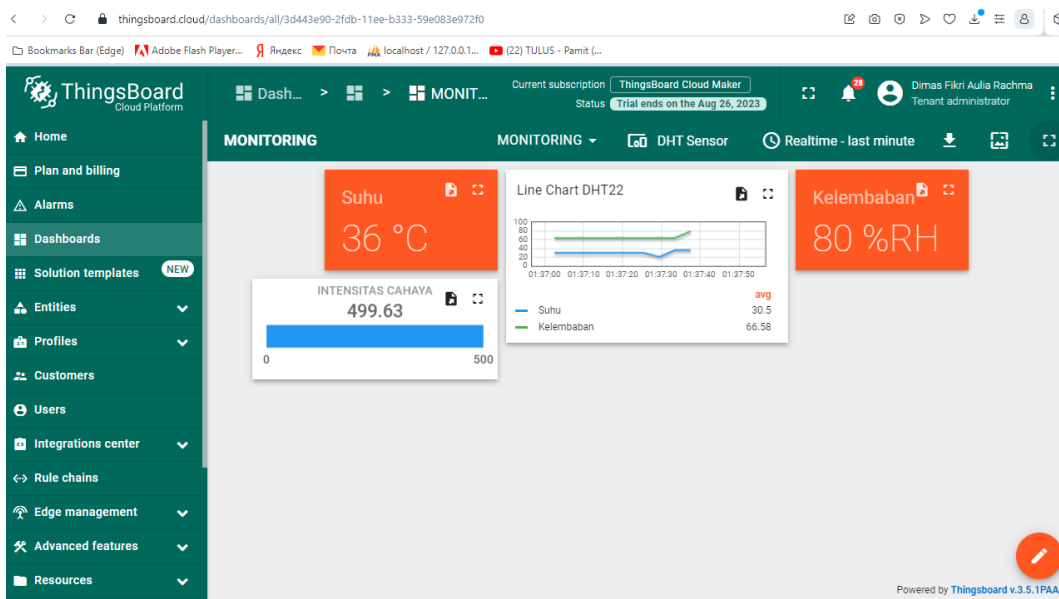 thingsboard.cloud/dashboards/all/3d443e90-2fdb-11ee-b333-59e083e972f0
Bookmarks Bar (Edge) Adobe Flash Player... Яндекс Почта localhost / 127.0.0.1... (22) TULUS - Pamit (...
ThingsBoard
Cloud Platform
Dash... > > MONIT...
Current subscription ThingsBoard Cloud Maker
Status Trial ends on the Aug 26, 2023
28
Dimas Fikri Aulia Rachma
Tenant administrator
Home
Plan and billing
Alarms
Dashboards
Solution templates NEW
Entities
Profiles
Customers
Users
Integrations center
Rule chains
Edge management
Advanced features
Resources
MONITORING MONITORING DHT Sensor Realtime - last minute
Suhu
36 °C
Line Chart DHT22
100
80
60
40
20
0
01:37:00 01:37:10 01:37:20 01:37:30 01:37:40 01:37:50
avg
Suhu 30.5
Kelembaban 66.58
Kelembaban
80 %RH
INTENSITAS CAHAYA
499.63
0 500
Powered by Thingsboard v.3.5.1PAA